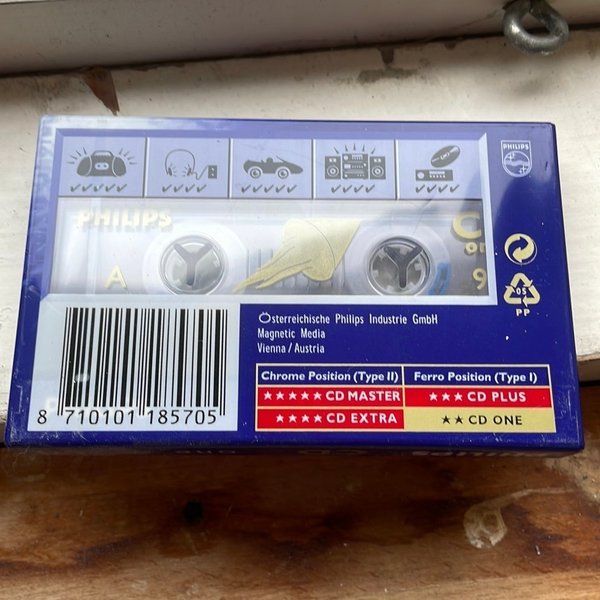 PHILIPS
PHILIPS
A
9
05
PP
Österreichische Philips Industrie GmbH
Magnetic Media
Vienna / Austria
8 710101 185705
Chrome Position (Type II) Ferro Position (Type I)
★★★★★ CD MASTER ★★★ CD PLUS
★★★★ CD EXTRA ★★ CD ONE